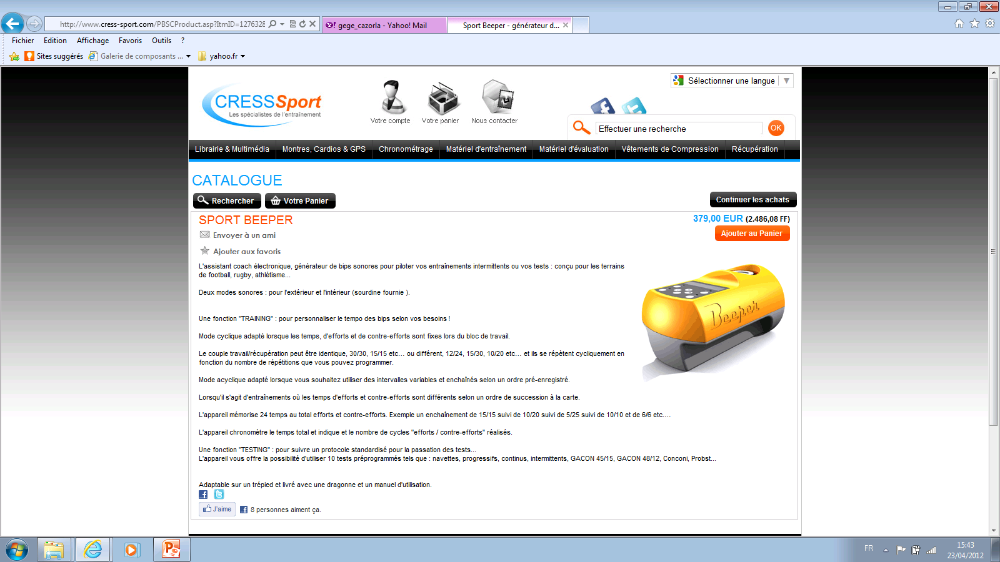 http://www.cress-sport.com/PBSCProduct.asp?ItmID=1276328
gege_cazorla - Yahoo! Mail
Sport Beeper - générateur d...
Fichier Edition Affichage Favoris Outils ?
Sites suggérés Galerie de composants ... yahoo.fr
CRESSSport
Les spécialistes de l'entraînement
Votre compte Votre panier Nous contacter
Sélectionner une langue
Effectuer une recherche OK
Librairie & Multimédia Montres, Cardios & GPS Chronométrage Matériel d'entraînement Matériel d'évaluation Vêtements de Compression Récupération
CATALOGUE
Rechercher Votre Panier Continuer les achats
SPORT BEEPER 379,00 EUR (2.486,08 FF)
Envoyer à un ami Ajouter au Panier
Ajouter aux favoris
L'assistant coach électronique, générateur de bips sonores pour piloter vos entraînements intermittents ou vos tests : conçu pour les terrains
de football, rugby, athlétisme...
Deux modes sonores : pour l'extérieur et l'intérieur (sourdine fournie ).
Une fonction "TRAINING" : pour personnaliser le tempo des bips selon vos besoins !
Mode cyclique adapté lorsque les temps, d'efforts et de contre-efforts sont fixes lors du bloc de travail.
Le couple travail/récupération peut être identique, 30/30, 15/15 etc... ou différent, 12/24, 15/30, 10/20 etc... et ils se répètent cycliquement en
fonction du nombre de répétitions que vous pouvez programmer.
Mode acyclique adapté lorsque vous souhaitez utiliser des intervalles variables et enchaînés selon un ordre pré-enregistré.
Lorsqu'il s'agit d'entraînements où les temps d'efforts et contre-efforts sont différents selon un ordre de succession à la carte.
L'appareil mémorise 24 temps au total efforts et contre-efforts. Exemple un enchaînement de 15/15 suivi de 10/20 suivi de 5/25 suivi de 10/10 et de 6/6 etc....
L'appareil chronomètre le temps total et indique et le nombre de cycles "efforts / contre-efforts" réalisés.
Une fonction "TESTING" : pour suivre un protocole standardisé pour la passation des tests...
L'appareil vous offre la possibilité d'utiliser 10 tests préprogrammés tels que : navettes, progressifs, continus, intermittents, GACON 45/15, GACON 48/12, Conconi, Probst...
Adaptable sur un trépied et livré avec une dragonne et un manuel d'utilisation.
J'aime 8 personnes aiment ça.
Beeper
FR
15:43
23/04/2012